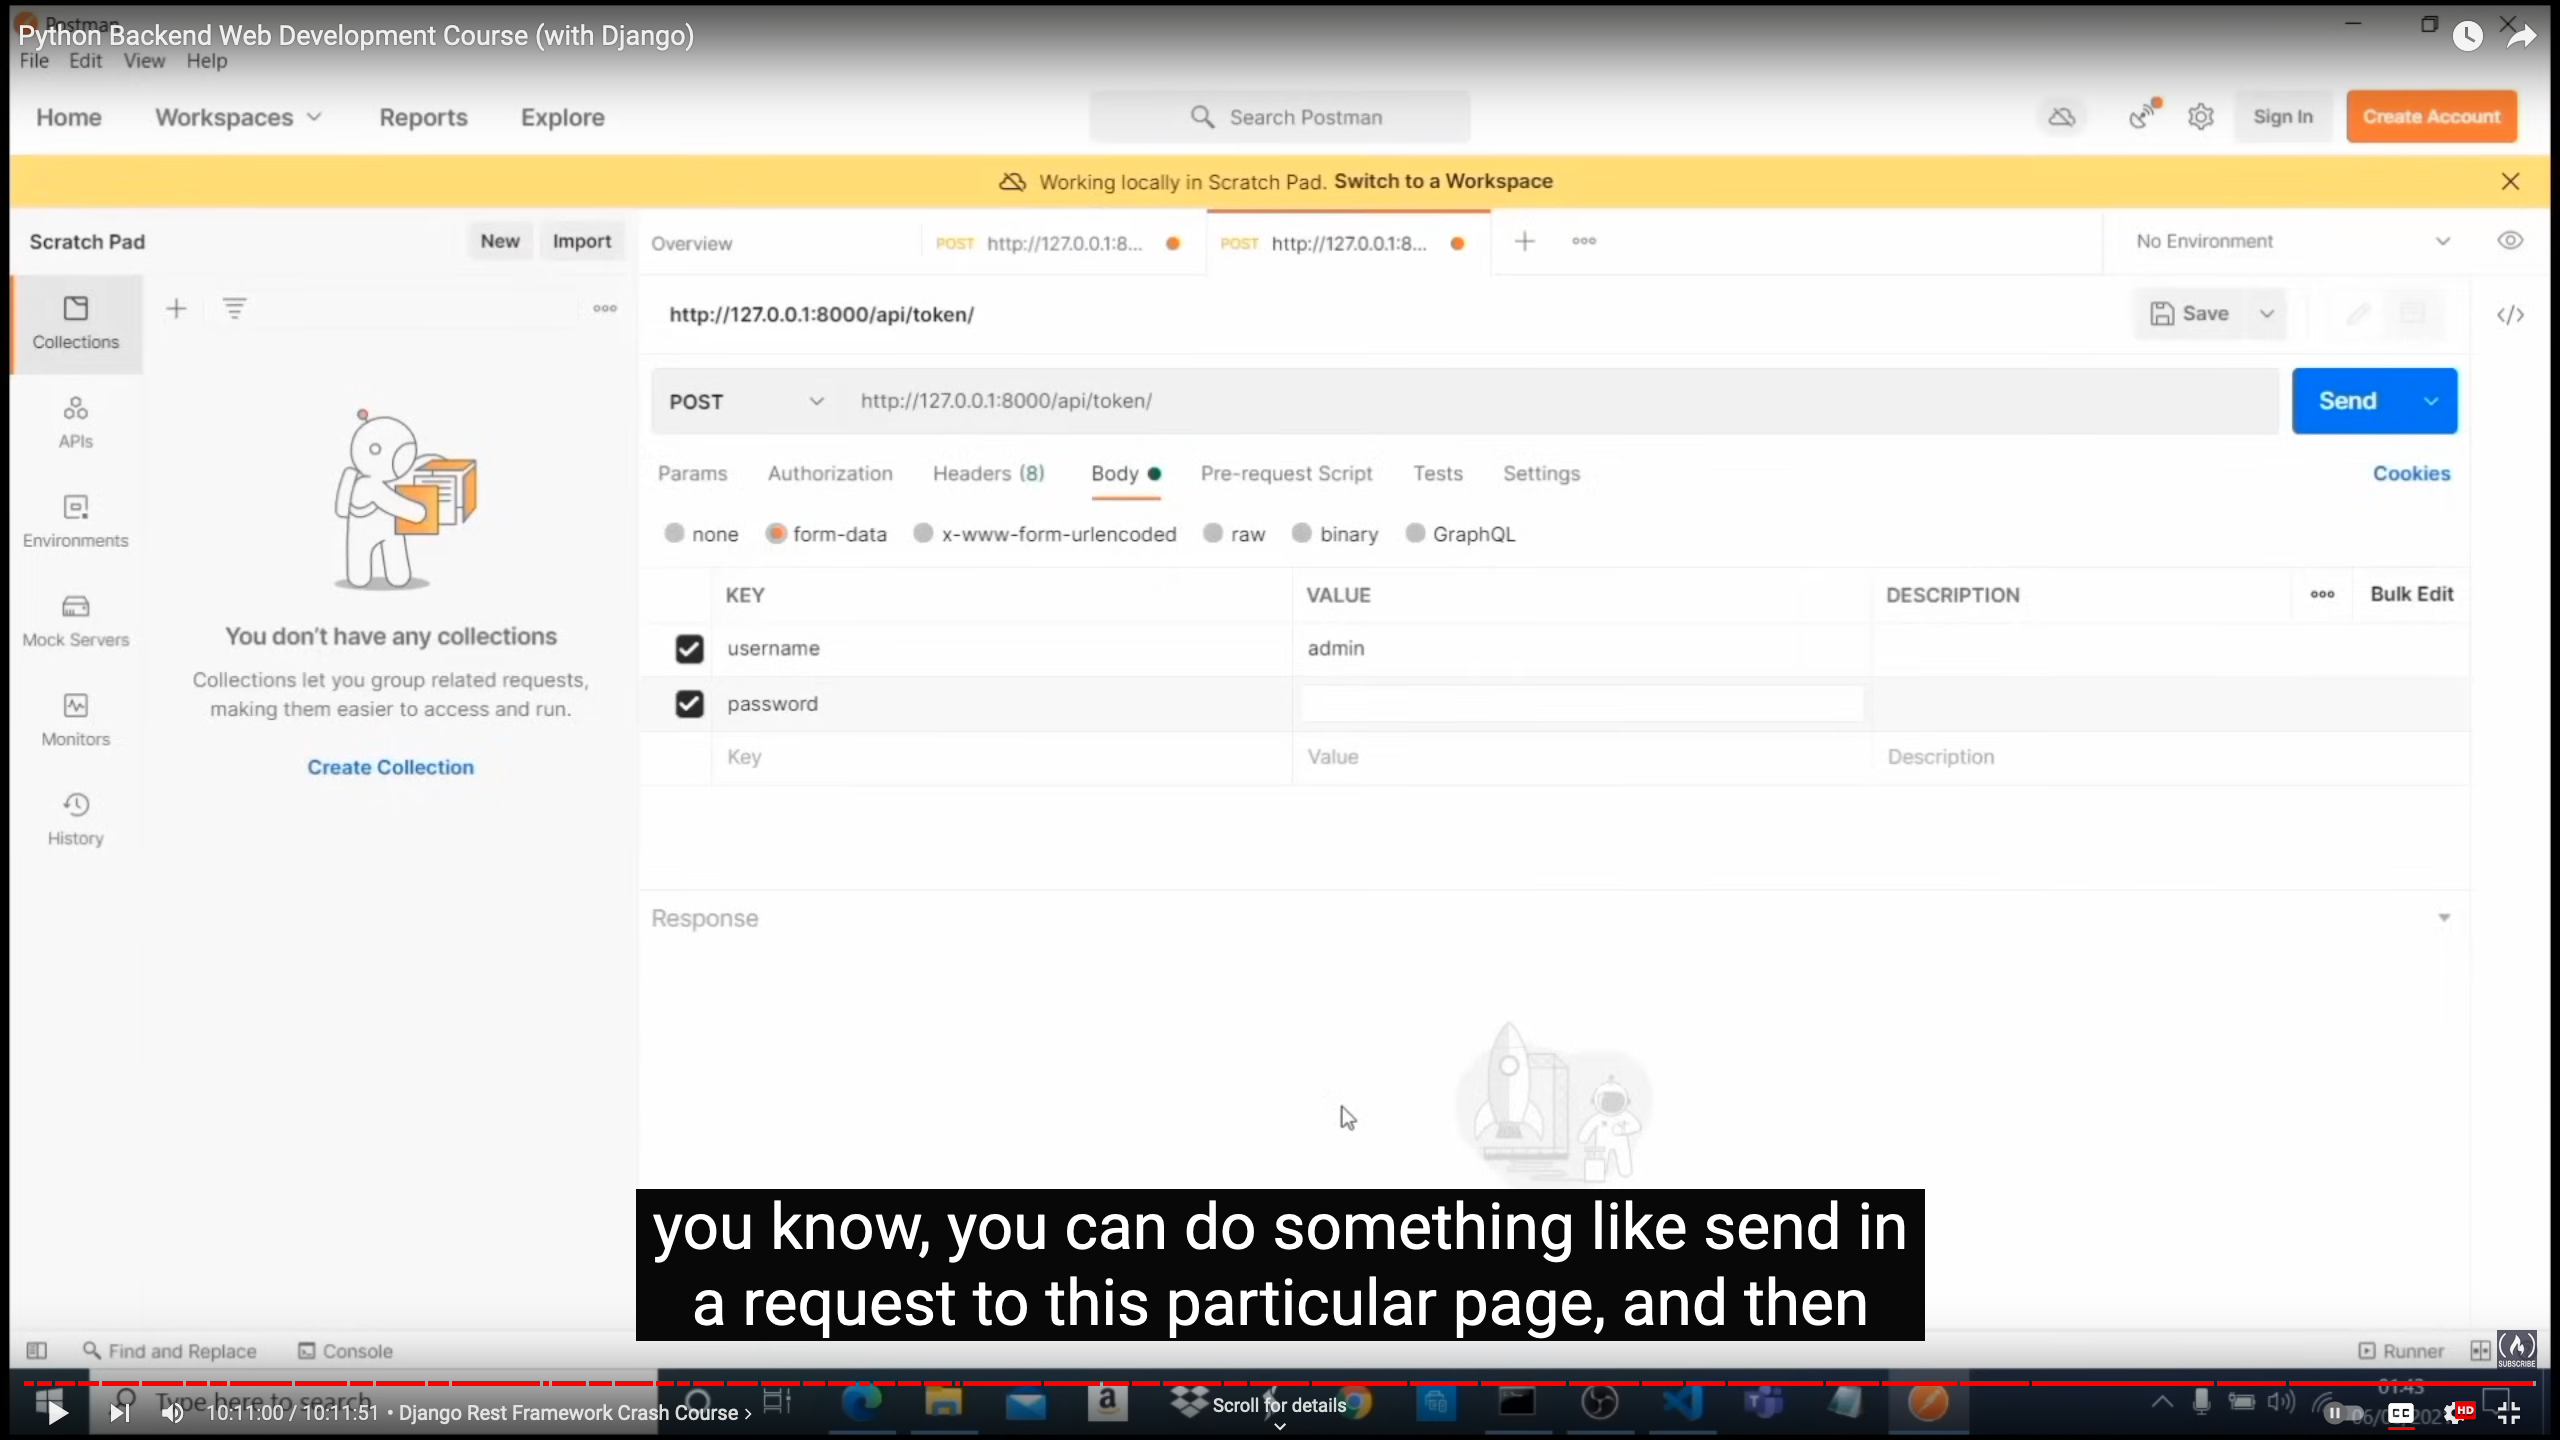 Postman
Python Backend Web Development Course (with Django)
File Edit View Help
Home Workspaces Reports Explore Search Postman Sign In Create Account
Working locally in Scratch Pad. Switch to a Workspace
Scratch Pad New Import Overview POST http://127.0.0.1:8... POST http://127.0.0.1:8... No Environment
Collections
http://127.0.0.1:8000/api/token/ Save
APIs
POST http://127.0.0.1:8000/api/token/ Send
Params Authorization Headers (8) Body Pre-request Script Tests Settings Cookies
Environments
none form-data x-www-form-urlencoded raw binary GraphQL
KEY VALUE DESCRIPTION Bulk Edit
Mock Servers
You don't have any collections
username admin
Collections let you group related requests,
making them easier to access and run.
password
Monitors
Create Collection
Key Value Description
History
Response
you know, you can do something like send in
a request to this particular page, and then
Find and Replace Console Runner
SUBSCRIBE
Type here to search
01:43
10:11:00 / 10:11:51 • Django Rest Framework Crash Course
Scroll for details
CC HD